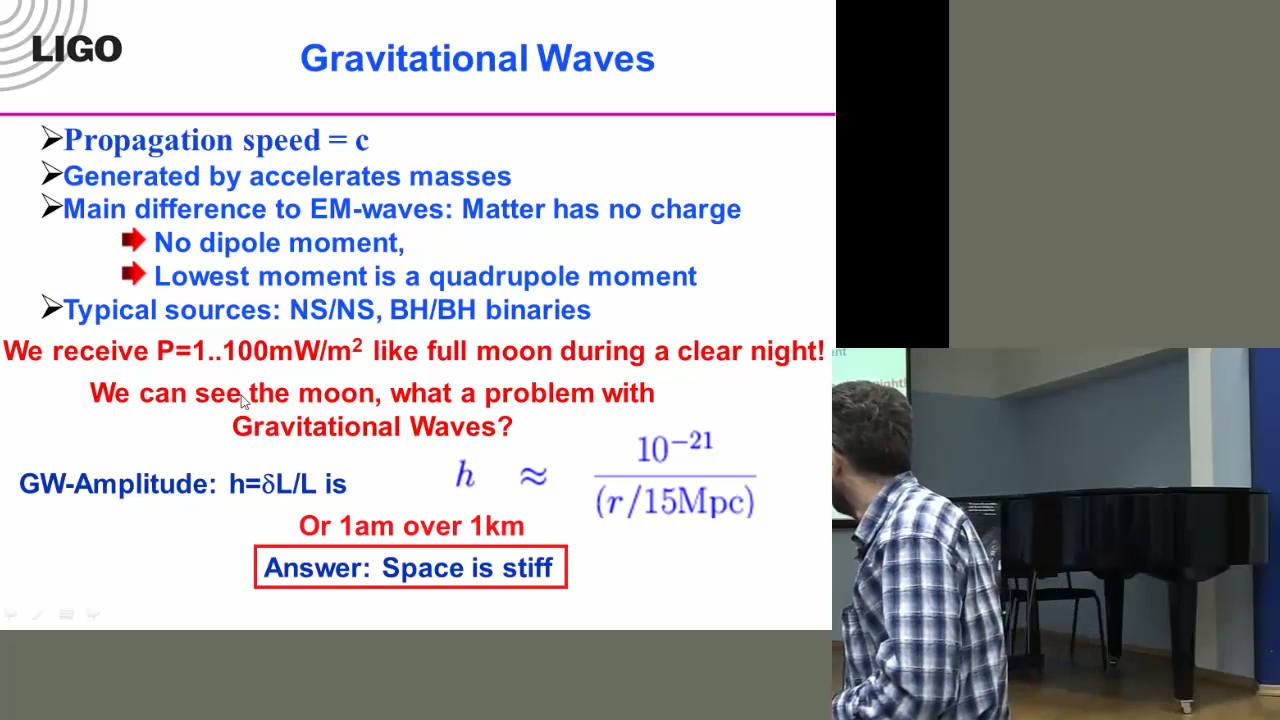 LIGO
Gravitational Waves
Propagation speed = c
Generated by accelerates masses
Main difference to EM-waves: Matter has no charge
No dipole moment,
Lowest moment is a quadrupole moment
Typical sources: NS/NS, BH/BH binaries
We receive P=1..100mW/m² like full moon during a clear night!
We can see the moon, what a problem with
Gravitational Waves?
GW-Amplitude: h=δL/L is
h ≈ 10⁻²¹ / (r/15Mpc)
Or 1am over 1km
Answer: Space is stiff